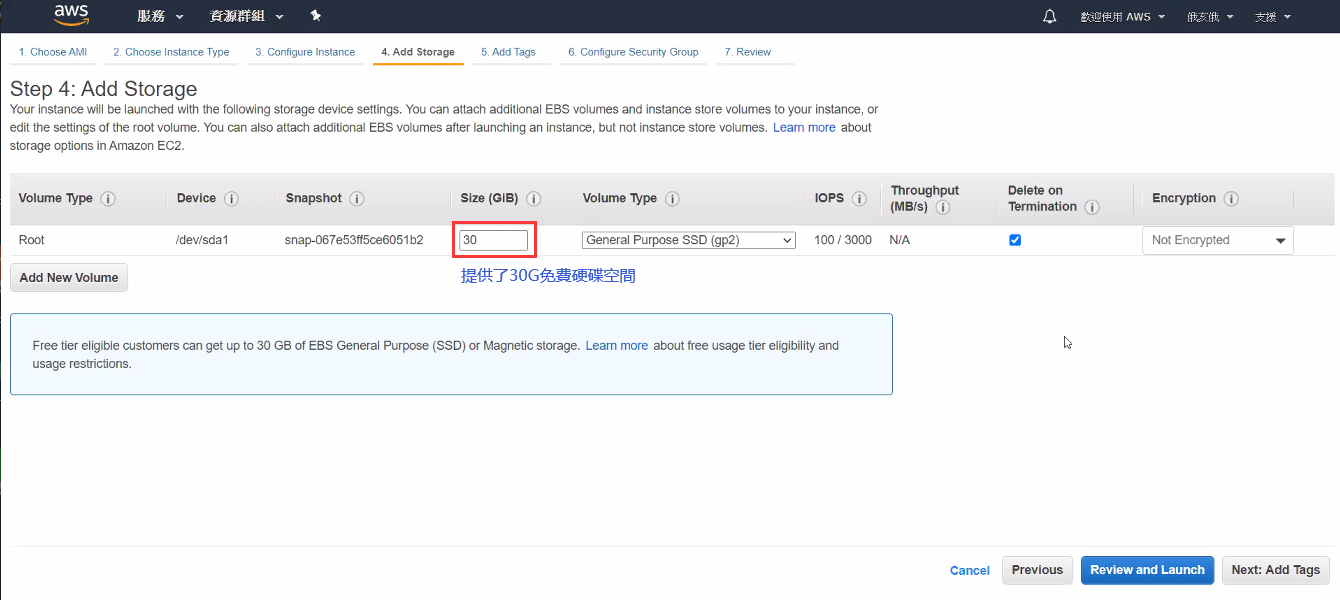 aws 服務 資源群組 歡迎使用 AWS 俄亥俄 支援
1. Choose AMI 2. Choose Instance Type 3. Configure Instance 4. Add Storage 5. Add Tags 6. Configure Security Group 7. Review
Step 4: Add Storage
Your instance will be launched with the following storage device settings. You can attach additional EBS volumes and instance store volumes to your instance, or
edit the settings of the root volume. You can also attach additional EBS volumes after launching an instance, but not instance store volumes. Learn more about
storage options in Amazon EC2.
Volume Type Device Snapshot Size (GiB) Volume Type IOPS Throughput (MB/s) Delete on Termination Encryption
Root /dev/sda1 snap-067e53ff5ce6051b2 30 General Purpose SSD (gp2) 100 / 3000 N/A Not Encrypted
提供了30G免費硬碟空間
Add New Volume
Free tier eligible customers can get up to 30 GB of EBS General Purpose (SSD) or Magnetic storage. Learn more about free usage tier eligibility and
usage restrictions.
Cancel Previous Review and Launch Next: Add Tags